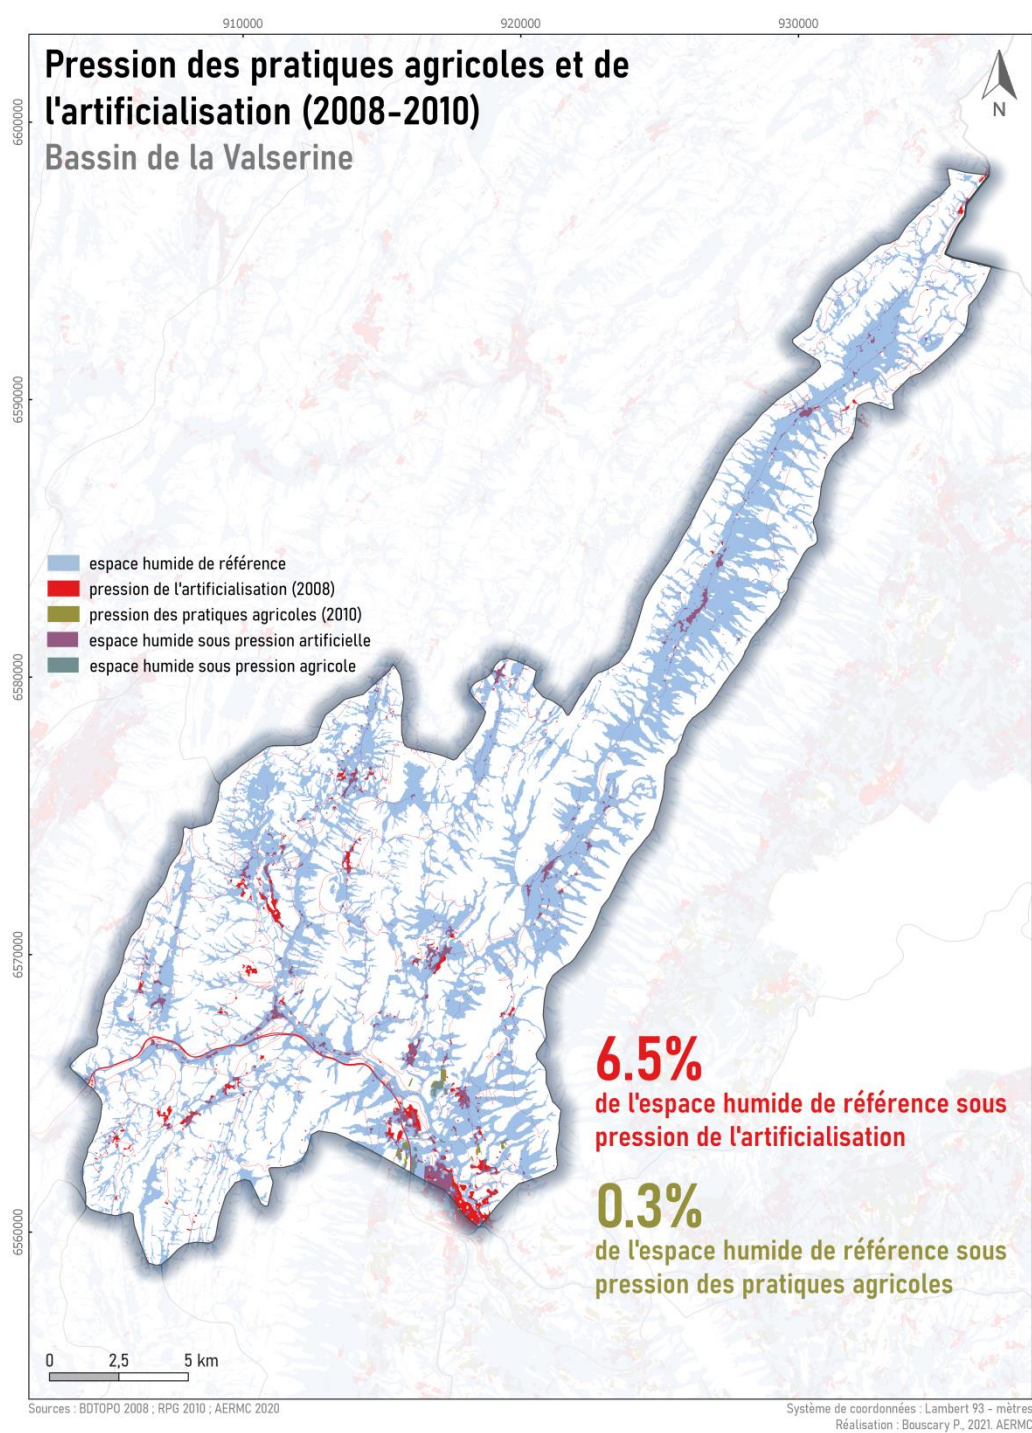 910000
920000
930000
Pression des pratiques agricoles et de
l'artificialisation (2008-2010)
Bassin de la Valserine
N
6600000
6590000
6580000
6570000
6560000
espace humide de référence
pression de l'artificialisation (2008)
pression des pratiques agricoles (2010)
espace humide sous pression artificielle
espace humide sous pression agricole
6.5%
de l'espace humide de référence sous
pression de l'artificialisation
0.3%
de l'espace humide de référence sous
pression des pratiques agricoles
0 2,5 5 km
Sources : BDTOPO 2008 ; RPG 2010 ; AERMC 2020
Système de coordonnées : Lambert 93 - mètres
Réalisation : Bouscary P., 2021. AERMC